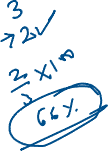 3
→ 2✓
2/3 × 100
66%.